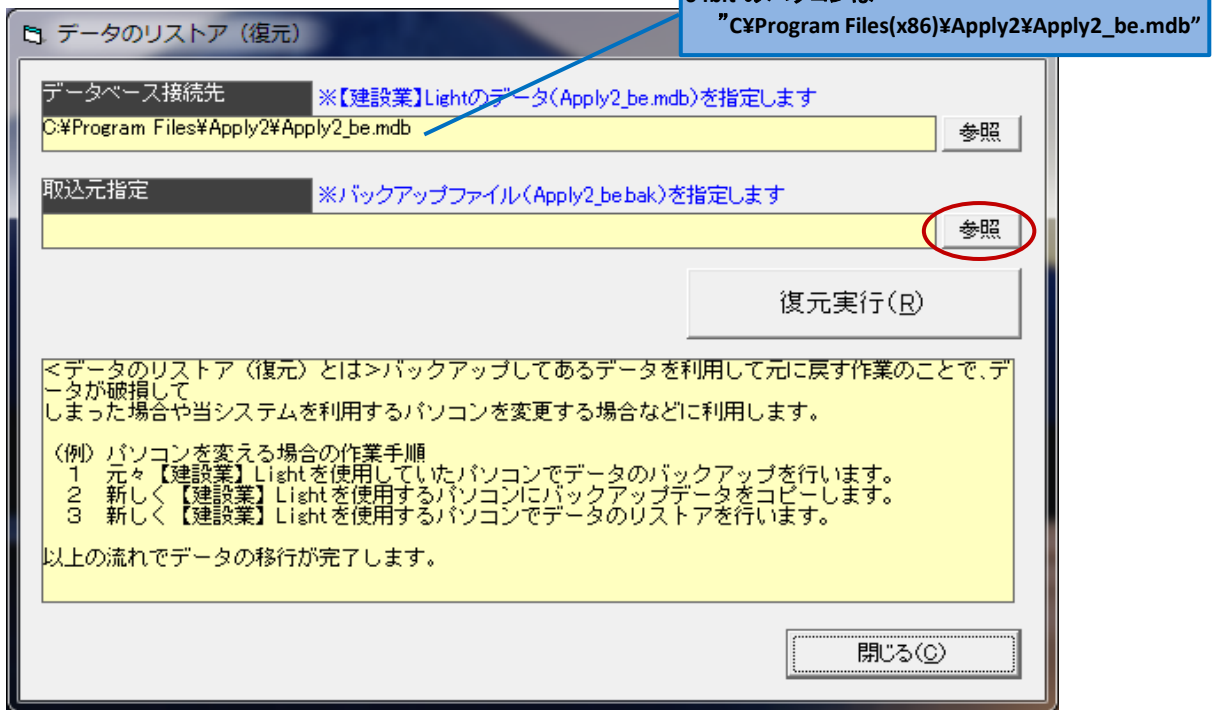 ”C¥Program Files(x86)¥Apply2¥Apply2_be.mdb”
データのリストア（復元）
データベース接続先
※【建設業】Lightのデータ(Apply2_be.mdb)を指定します
C:¥Program Files¥Apply2¥Apply2_be.mdb
参照
取込元指定
※バックアップファイル(Apply2_be.bak)を指定します
参照
復元実行(R)
＜データのリストア（復元）とは＞バックアップしてあるデータを利用して元に戻す作業のことで、デ
ータが破損して
しまった場合や当システムを利用するパソコンを変更する場合などに利用します。
（例）パソコンを変える場合の作業手順
１　元々【建設業】Lightを使用していたパソコンでデータのバックアップを行います。
２　新しく【建設業】Lightを使用するパソコンにバックアップデータをコピーします。
３　新しく【建設業】Lightを使用するパソコンでデータのリストアを行います。
以上の流れでデータの移行が完了します。
閉じる(C)